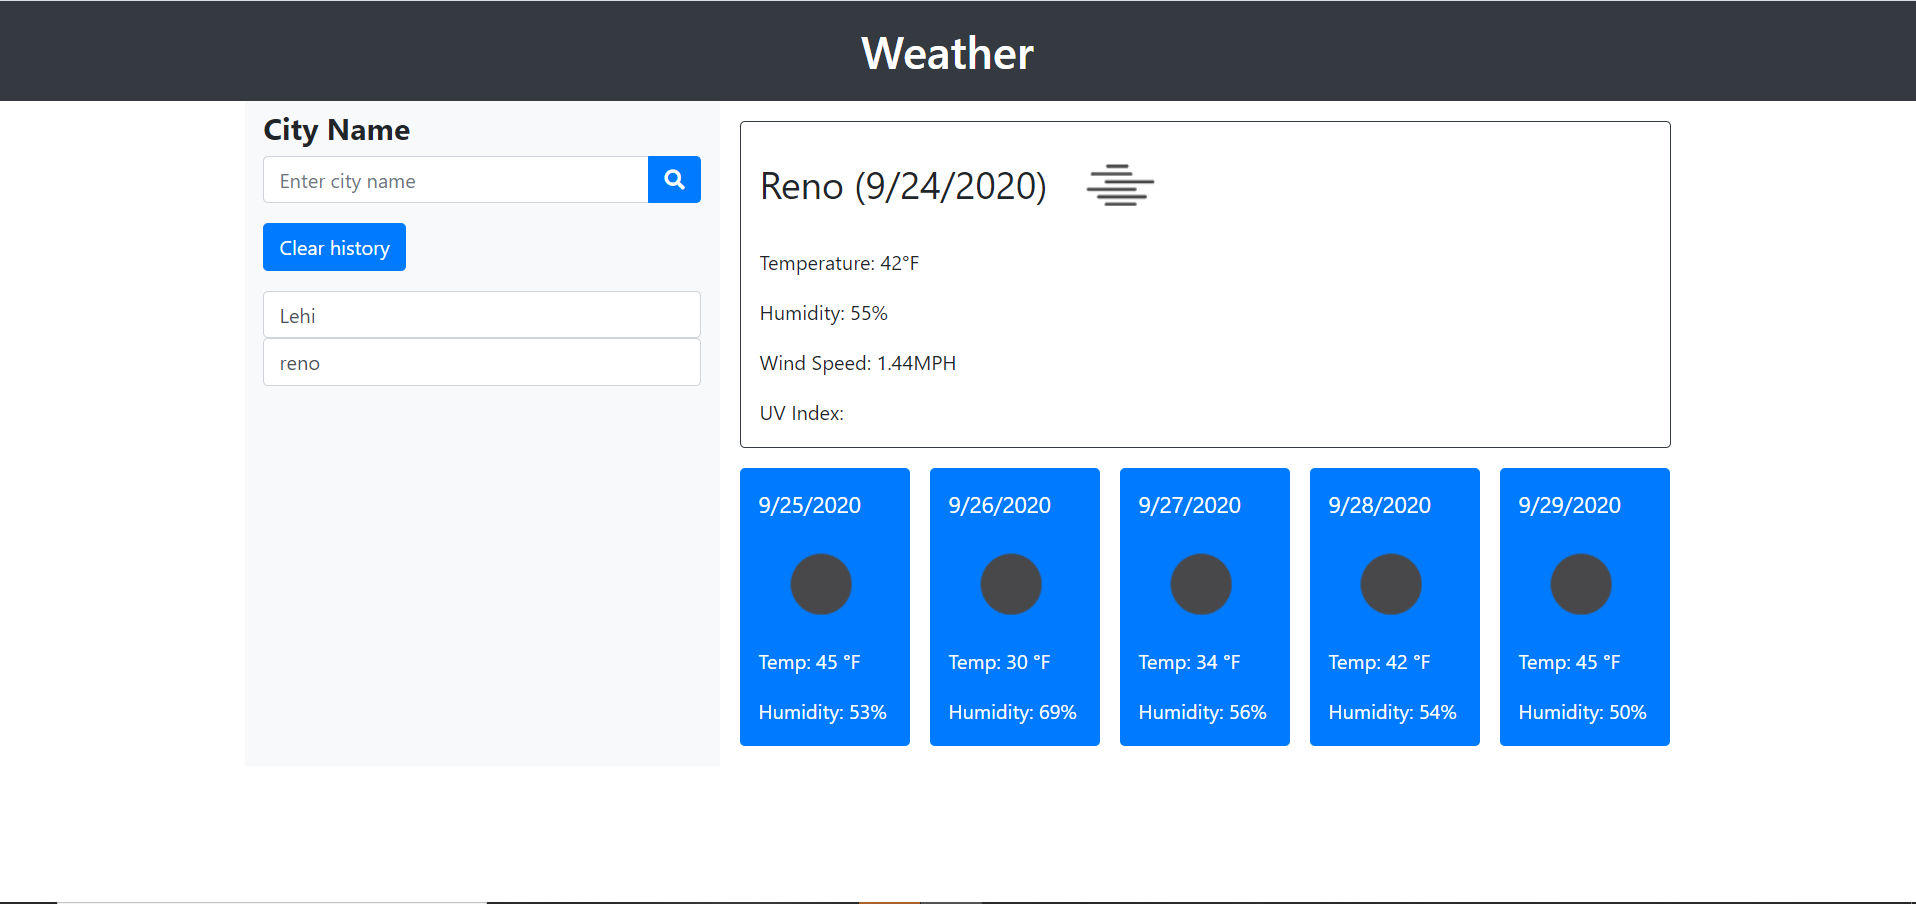 Weather
City Name
Enter city name
Clear history
Lehi
reno
Reno (9/24/2020)
Temperature: 42°F
Humidity: 55%
Wind Speed: 1.44MPH
UV Index:
9/25/2020
Temp: 45 °F
Humidity: 53%
9/26/2020
Temp: 30 °F
Humidity: 69%
9/27/2020
Temp: 34 °F
Humidity: 56%
9/28/2020
Temp: 42 °F
Humidity: 54%
9/29/2020
Temp: 45 °F
Humidity: 50%